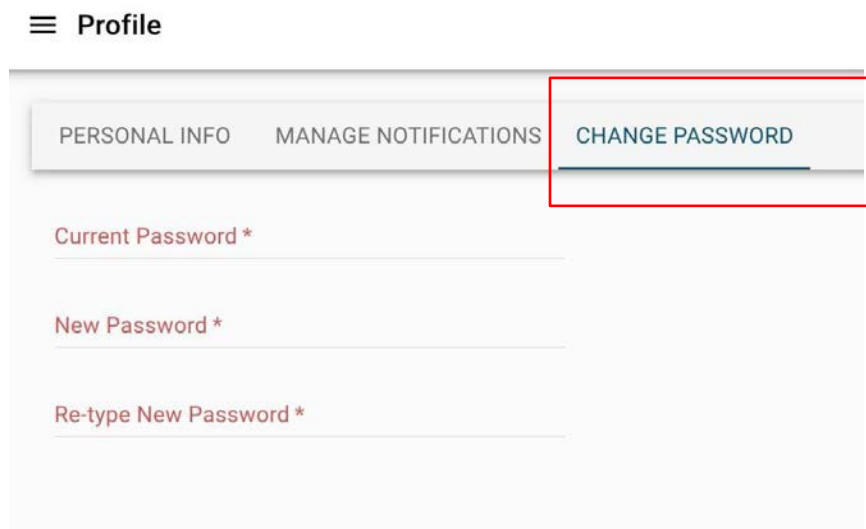 Profile
PERSONAL INFO MANAGE NOTIFICATIONS CHANGE PASSWORD
Current Password *
New Password *
Re-type New Password *